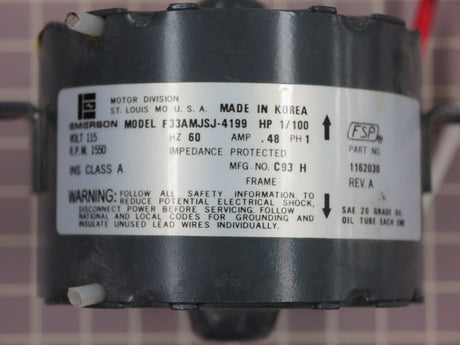 MOTOR DIVISION
ST. LOUIS MO U. S. A. MADE IN KOREA
EMERSON MODEL F33AMJSJ-4199 HP 1/100
VOLT 115 HZ 60 AMP .48 PH 1
R.P.M. 1550 IMPEDANCE PROTECTED
INS CLASS A MFG NO. C93 H
FRAME
WARNING: FOLLOW ALL SAFETY INFORMATION, TO
REDUCE POTENTIAL ELECTRICAL SHOCK,
DISCONNECT POWER BEFORE SERVICING, FOLLOW
NATIONAL AND LOCAL CODES FOR GROUNDING AND
INSULATE UNUSED LEAD WIRES INDIVIDUALLY.
FSP
PART NO.
1162030
REV. A
SAE 20 GRADE OIL
OIL TUBE EACH END